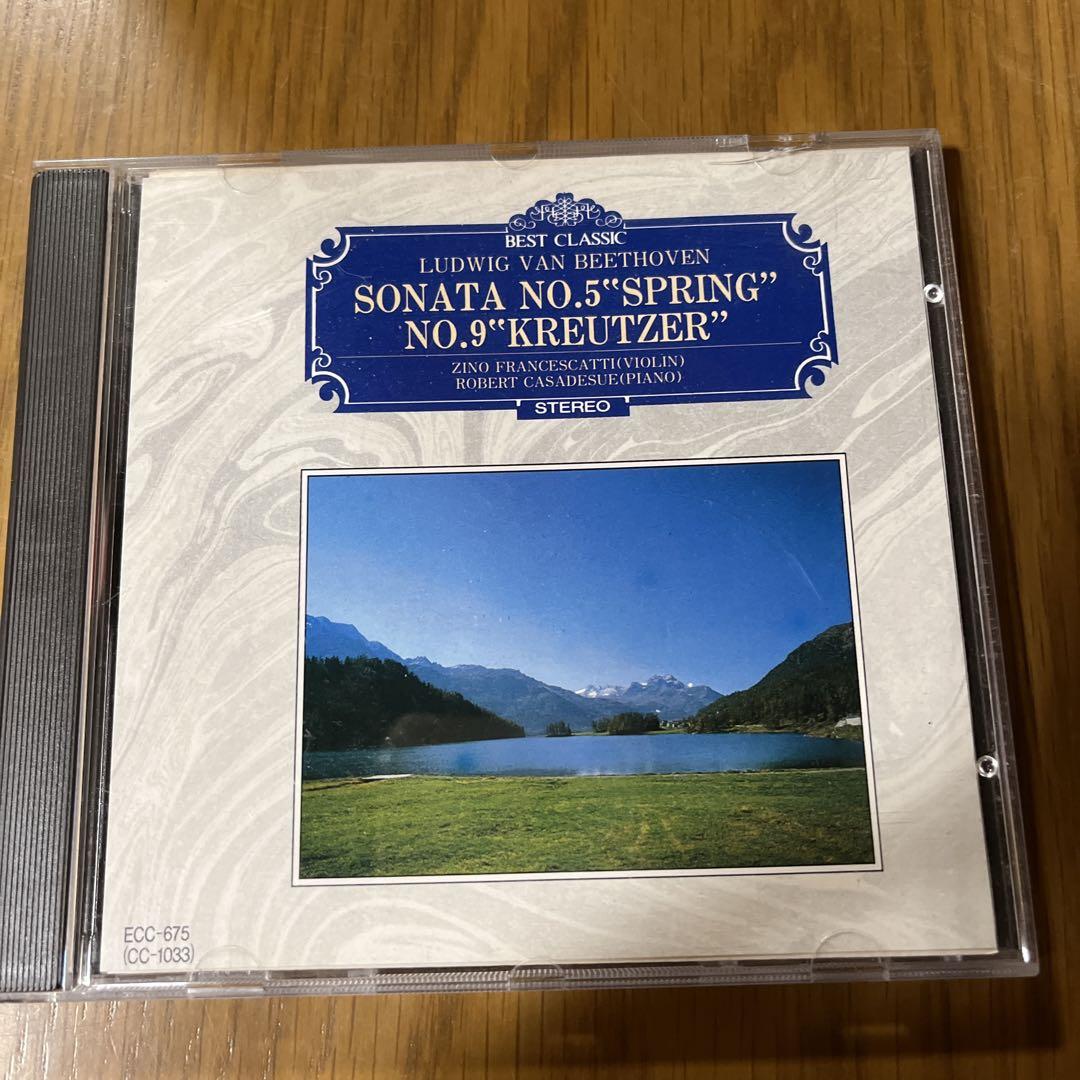 BEST CLASSIC
LUDWIG VAN BEETHOVEN
SONATA NO.5“SPRING”
NO.9“KREUTZER”
ZINO FRANCESCATTI(VIOLIN)
ROBERT CASADESUE(PIANO)
STEREO
ECC-675
(CC-1033)